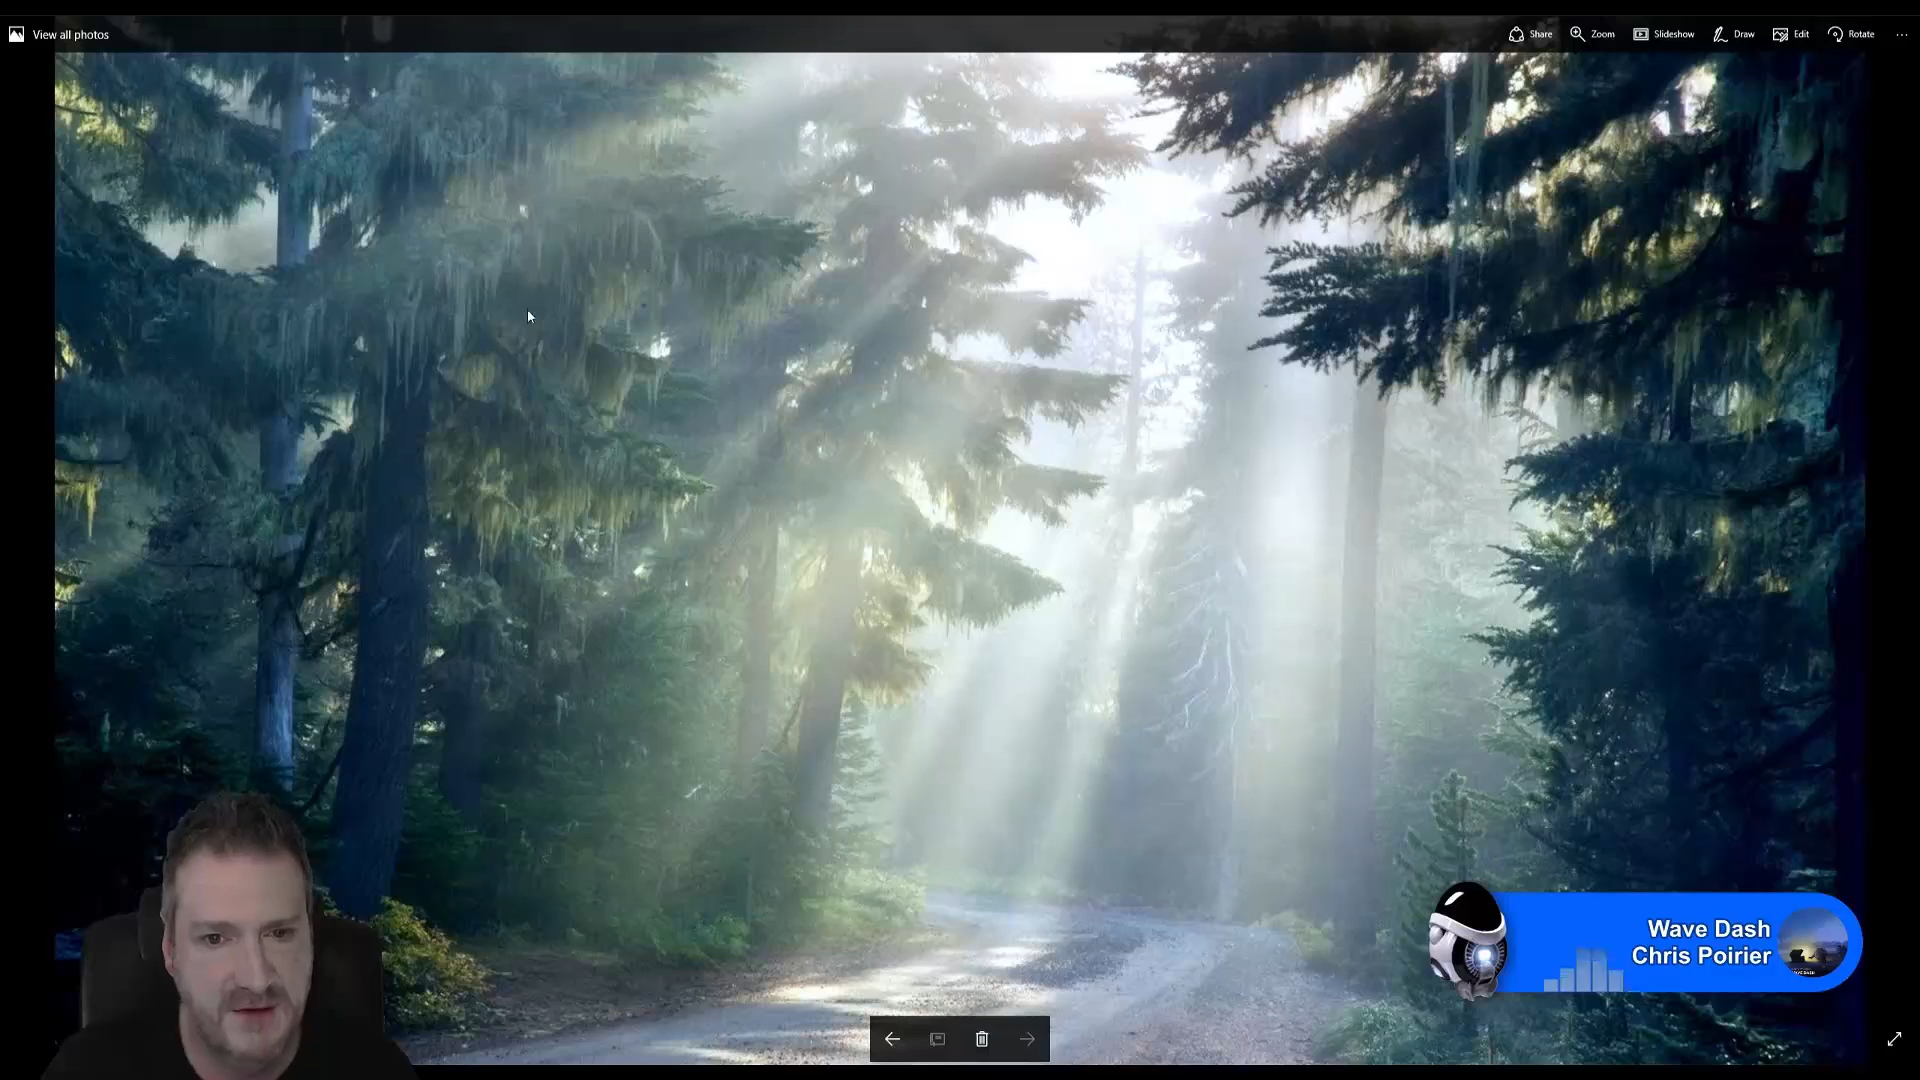 View all photos
Share
Zoom
Slideshow
Draw
Edit
Rotate
Wave Dash
Chris Poirier